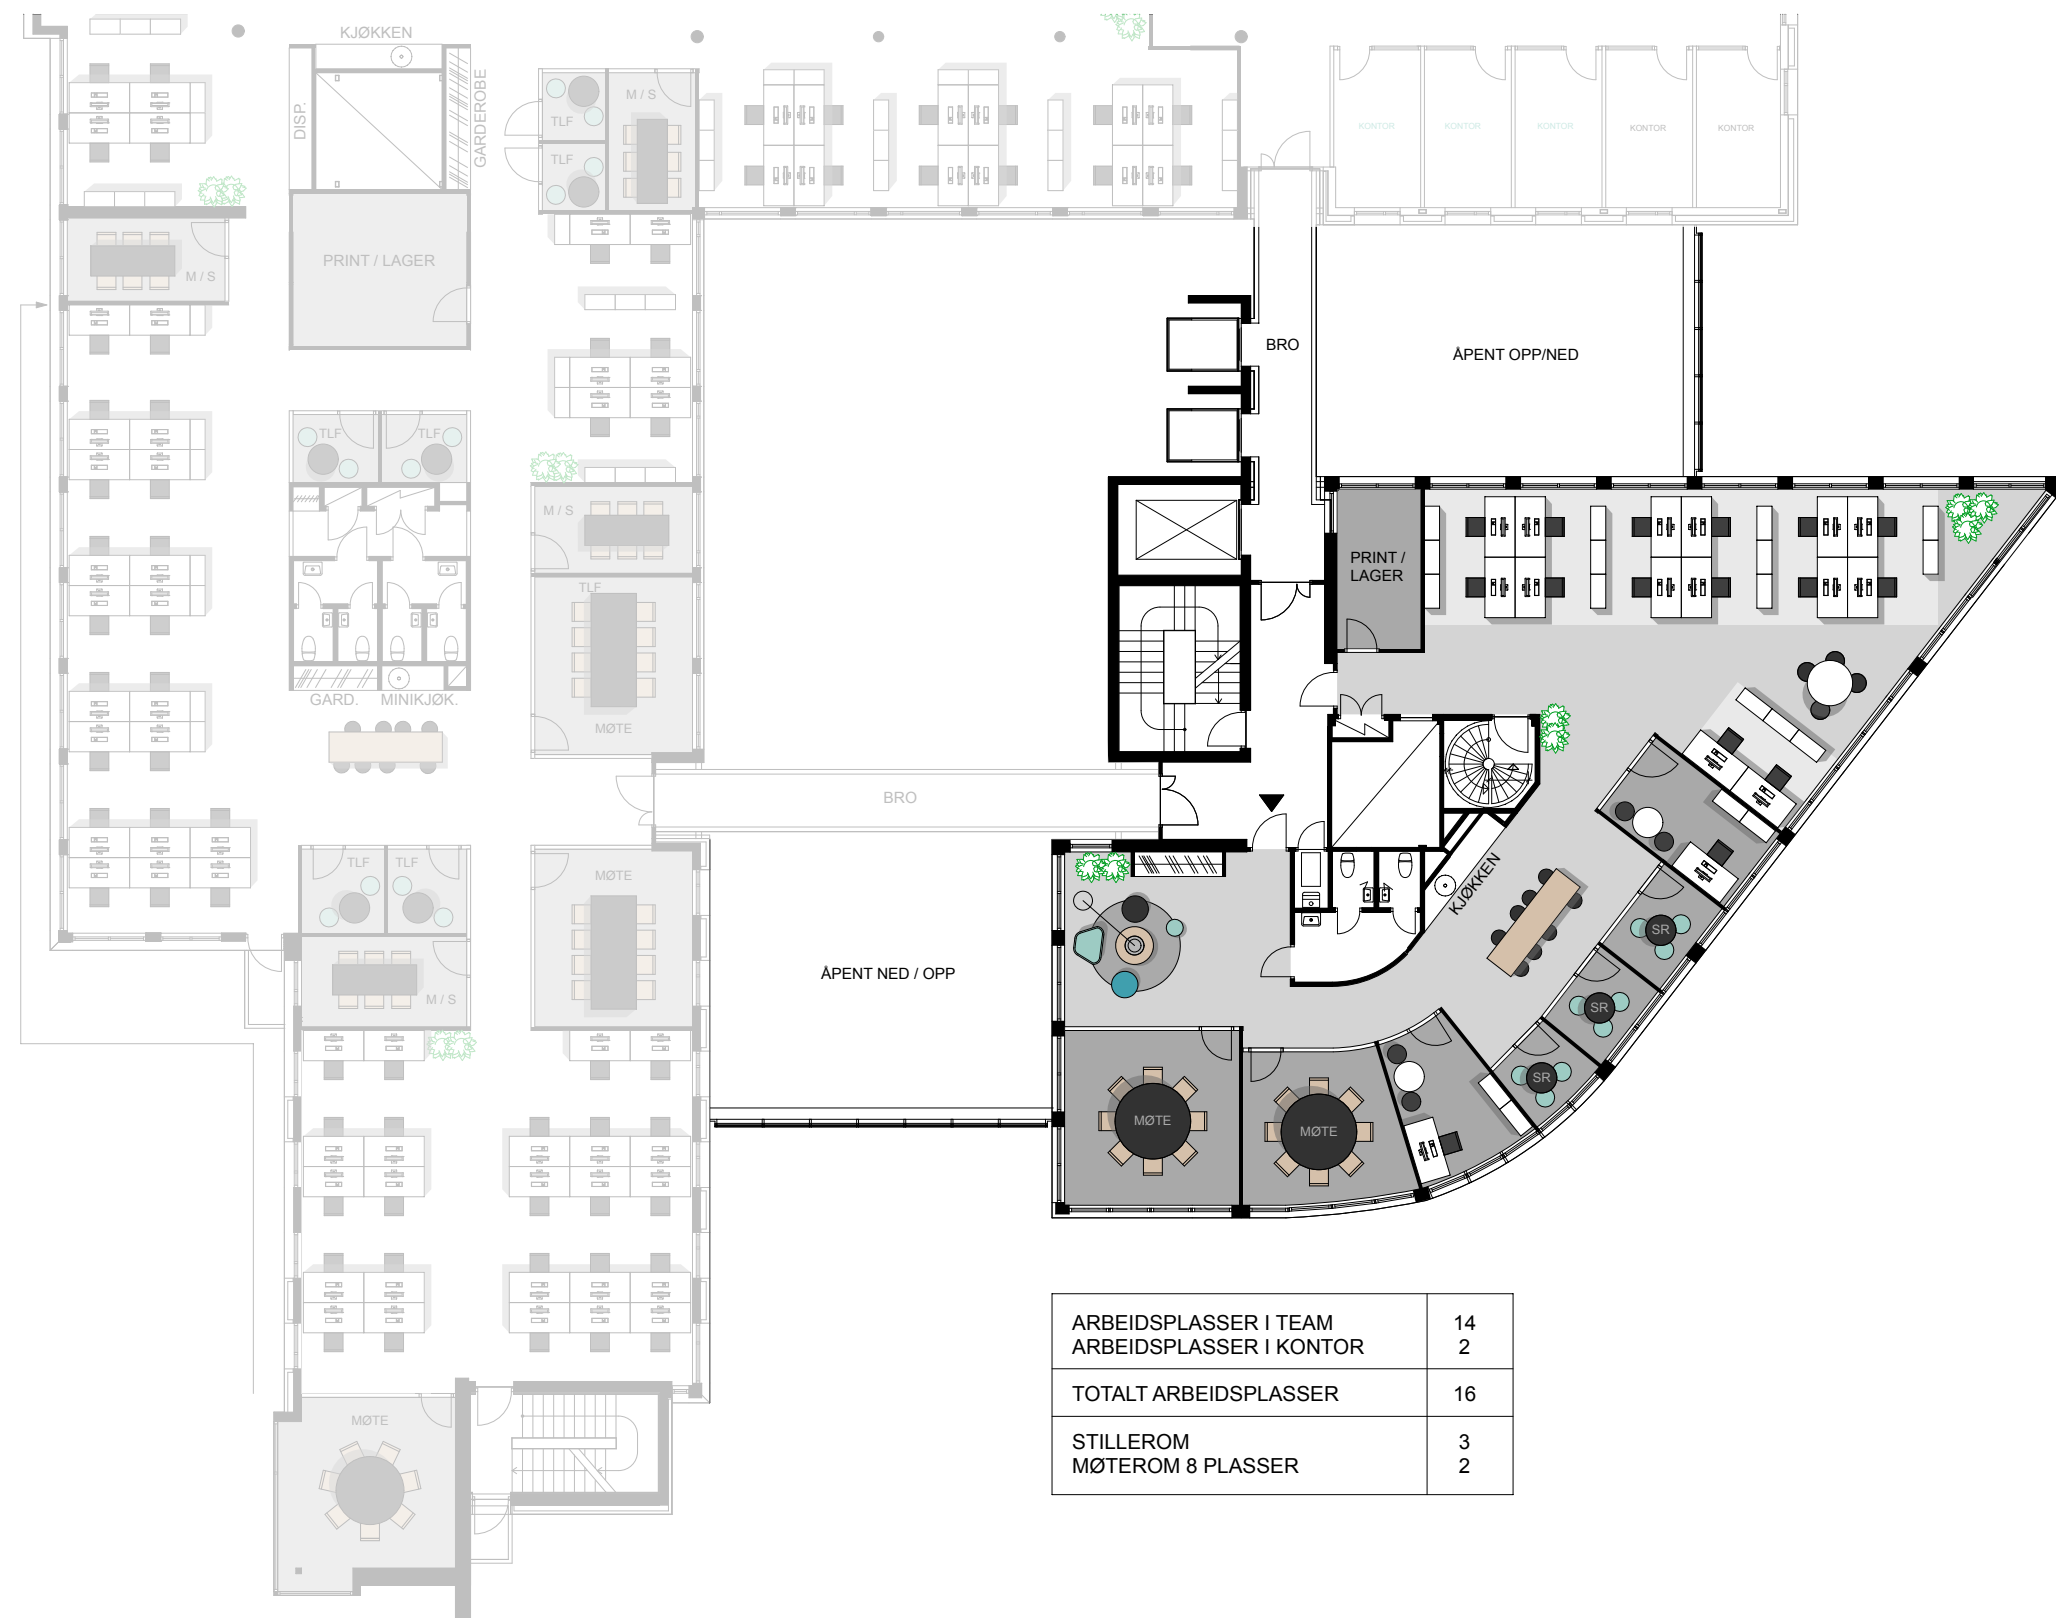 KJØKKEN
DISP.
GARDEROBE
TLF
M / S
TLF
KONTOR
KONTOR
KONTOR
KONTOR
KONTOR
M / S
PRINT / LAGER
BRO
ÅPENT OPP/NED
TLF
TLF
M / S
PRINT /
LAGER
TLF
GARD.
MINIKJØK.
MØTE
BRO
TLF
TLF
MØTE
KJØKKEN
SR
M / S
ÅPENT NED / OPP
SR
SR
MØTE
MØTE
ARBEIDSPLASSER I TEAM 14
ARBEIDSPLASSER I KONTOR 2
TOTALT ARBEIDSPLASSER 16
STILLEROM 3
MØTEROM 8 PLASSER 2
MØTE